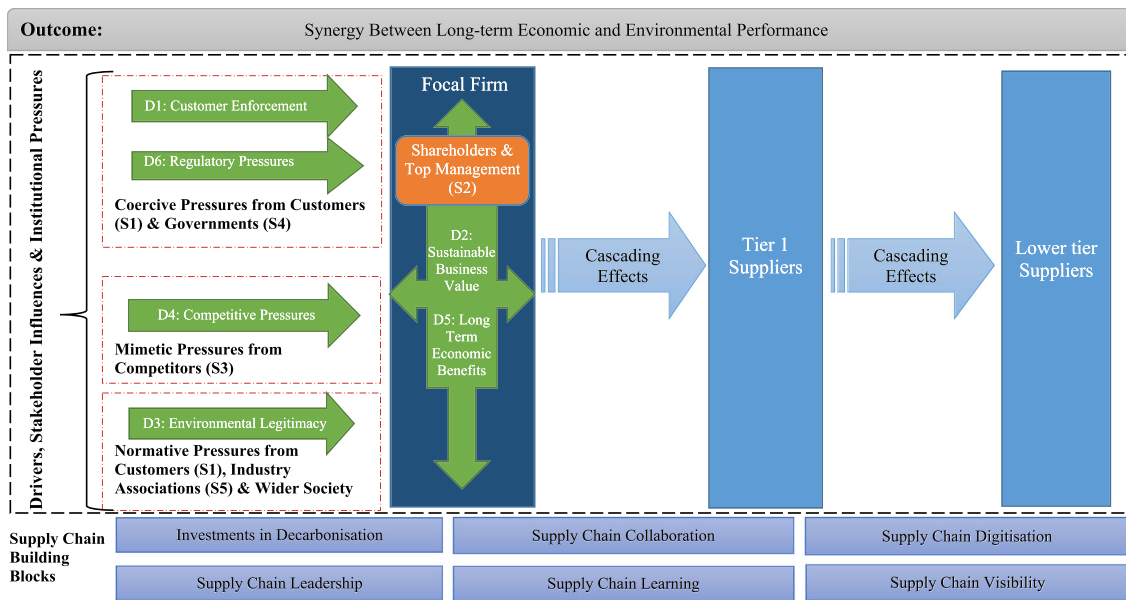 Outcome:
Synergy Between Long-term Economic and Environmental Performance
Drivers, Stakeholder Influences & Institutional Pressures
D1: Customer Enforcement
D6: Regulatory Pressures
Coercive Pressures from Customers
(S1) & Governments (S4)
D4: Competitive Pressures
Mimetic Pressures from
Competitors (S3)
D3: Environmental Legitimacy
Normative Pressures from
Customers (S1), Industry
Associations (S5) & Wider Society
Focal Firm
Shareholders &
Top Management
(S2)
D2:
Sustainable
Business
Value
D5: Long
Term
Economic
Benefits
Cascading
Effects
Tier 1
Suppliers
Cascading
Effects
Lower tier
Suppliers
Supply Chain
Building
Blocks
Investments in Decarbonisation
Supply Chain Collaboration
Supply Chain Digitisation
Supply Chain Leadership
Supply Chain Learning
Supply Chain Visibility